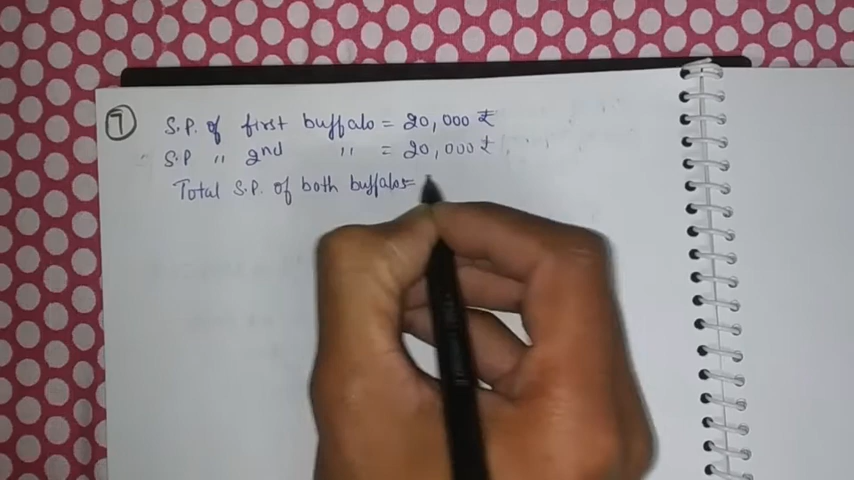 7 S.P. of first buffalo = 20,000 ₹
S.P " 2nd " = 20,000 ₹
Total S.P. of both buffalos=